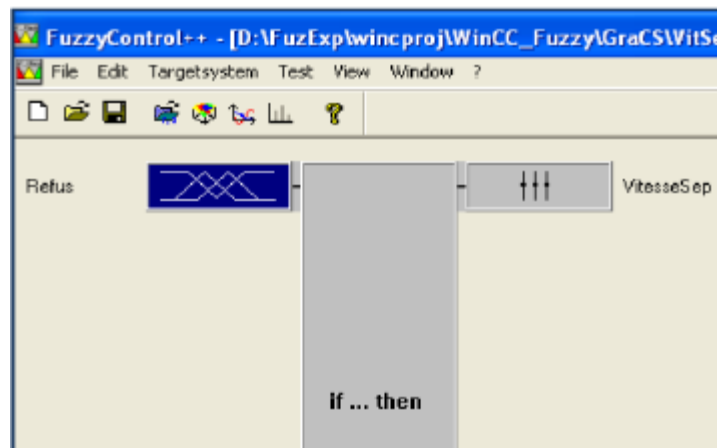 FuzzyControl++ - [D:\FuzExp\wincproj\WinCC_Fuzzy\GraCS\VitSe
File Edit Targetsystem Test View Window ?
Refus VitesseSep
if ... then